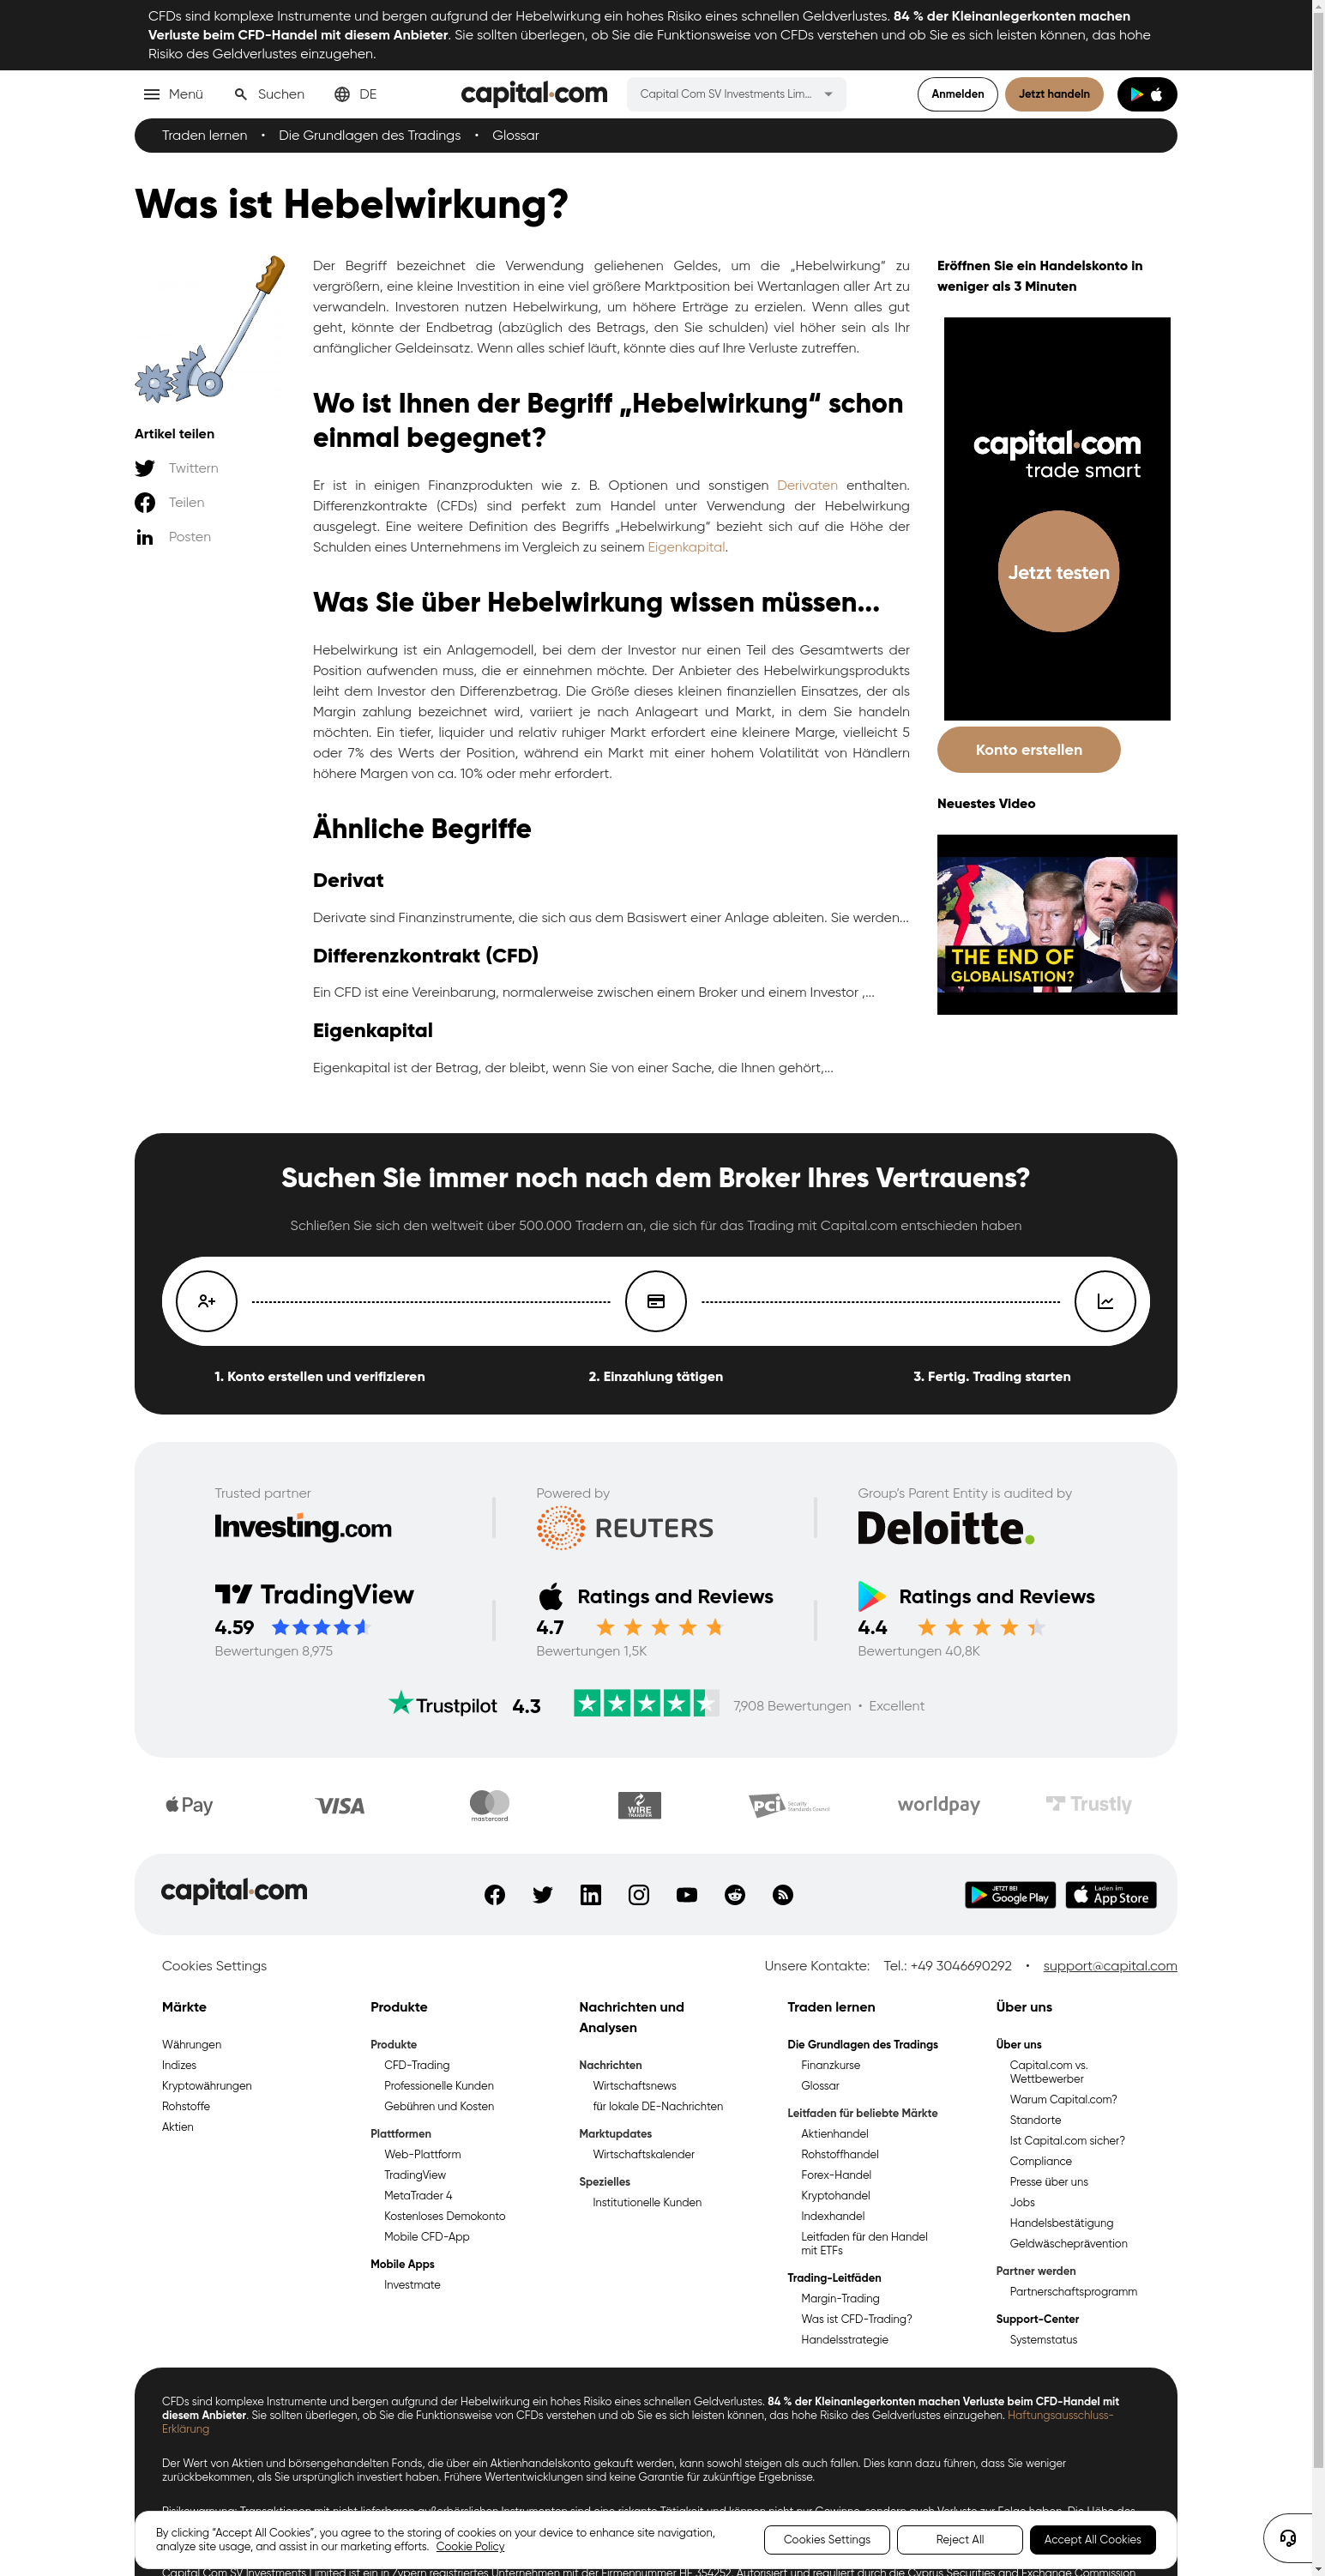 CFDs sind komplexe Instrumente und bergen aufgrund der Hebelwirkung ein hohes Risiko eines schnellen Geldverlustes. 84 % der Kleinanlegerkonten machen
Verluste beim CFD-Handel mit diesem Anbieter. Sie sollten überlegen, ob Sie die Funktionsweise von CFDs verstehen und ob Sie es sich leisten können, das hohe
Risiko des Geldverlustes einzugehen.
Menü
Suchen
DE
capital.com
Capital Com SV Investments Lim...
Anmelden
Jetzt handeln
Traden lernen • Die Grundlagen des Tradings • Glossar
Was ist Hebelwirkung?
Artikel teilen
Twittern
Teilen
Posten
Der Begriff bezeichnet die Verwendung geliehenen Geldes, um die „Hebelwirkung“ zu
vergrößern, eine kleine Investition in eine viel größere Marktposition bei Wertanlagen aller Art zu
verwandeln. Investoren nutzen Hebelwirkung, um höhere Erträge zu erzielen. Wenn alles gut
geht, könnte der Endbetrag (abzüglich des Betrags, den Sie schulden) viel höher sein als Ihr
anfänglicher Geldeinsatz. Wenn alles schief läuft, könnte dies auf Ihre Verluste zutreffen.
Wo ist Ihnen der Begriff „Hebelwirkung“ schon
einmal begegnet?
Er ist in einigen Finanzprodukten wie z. B. Optionen und sonstigen Derivaten enthalten.
Differenzkontrakte (CFDs) sind perfekt zum Handel unter Verwendung der Hebelwirkung
ausgelegt. Eine weitere Definition des Begriffs „Hebelwirkung“ bezieht sich auf die Höhe der
Schulden eines Unternehmens im Vergleich zu seinem Eigenkapital.
Was Sie über Hebelwirkung wissen müssen...
Hebelwirkung ist ein Anlagemodell, bei dem der Investor nur einen Teil des Gesamtwerts der
Position aufwenden muss, die er einnehmen möchte. Der Anbieter des Hebelwirkungsprodukts
leiht dem Investor den Differenzbetrag. Die Größe dieses kleinen finanziellen Einsatzes, der als
Margin zahlung bezeichnet wird, variiert je nach Anlageart und Markt, in dem Sie handeln
möchten. Ein tiefer, liquider und relativ ruhiger Markt erfordert eine kleinere Marge, vielleicht 5
oder 7% des Werts der Position, während ein Markt mit einer hohem Volatilität von Händlern
höhere Margen von ca. 10% oder mehr erfordert.
Ähnliche Begriffe
Derivat
Derivate sind Finanzinstrumente, die sich aus dem Basiswert einer Anlage ableiten. Sie werden...
Differenzkontrakt (CFD)
Ein CFD ist eine Vereinbarung, normalerweise zwischen einem Broker und einem Investor ,...
Eigenkapital
Eigenkapital ist der Betrag, der bleibt, wenn Sie von einer Sache, die Ihnen gehört,...
Eröffnen Sie ein Handelskonto in
weniger als 3 Minuten
capital.com
trade smart
Jetzt testen
Konto erstellen
Neuestes Video
THE END OF
GLOBALISATION?
Suchen Sie immer noch nach dem Broker Ihres Vertrauens?
Schließen Sie sich den weltweit über 500.000 Tradern an, die sich für das Trading mit Capital.com entschieden haben
1. Konto erstellen und verifizieren
2. Einzahlung tätigen
3. Fertig. Trading starten
Trusted partner
Investing.com
Powered by
REUTERS
Group's Parent Entity is audited by
Deloitte.
TradingView
4.59
Bewertungen 8,975
Ratings and Reviews
4.7
Bewertungen 1,5K
Ratings and Reviews
4.4
Bewertungen 40,8K
Trustpilot 4.3 7,908 Bewertungen • Excellent
Pay
VISA
mastercard
WIRE
TRANSFER
PCI Security
Standards Council
worldpay
Trustly
capital.com
JETZT BEI
Google Play
Laden im
App Store
Cookies Settings
Unsere Kontakte: Tel.: +49 3046690292 • support@capital.com
Märkte
Währungen
Indizes
Kryptowährungen
Rohstoffe
Aktien
Produkte
Produkte
CFD-Trading
Professionelle Kunden
Gebühren und Kosten
Plattformen
Web-Plattform
TradingView
MetaTrader 4
Kostenloses Demokonto
Mobile CFD-App
Mobile Apps
Investmate
Nachrichten und
Analysen
Nachrichten
Wirtschaftsnews
für lokale DE-Nachrichten
Marktupdates
Wirtschaftskalender
Spezielles
Institutionelle Kunden
Traden lernen
Die Grundlagen des Tradings
Finanzkurse
Glossar
Leitfaden für beliebte Märkte
Aktienhandel
Rohstoffhandel
Forex-Handel
Kryptohandel
Indexhandel
Leitfaden für den Handel
mit ETFs
Trading-Leitfäden
Margin-Trading
Was ist CFD-Trading?
Handelsstrategie
Über uns
Über uns
Capital.com vs.
Wettbewerber
Warum Capital.com?
Standorte
Ist Capital.com sicher?
Compliance
Presse über uns
Jobs
Handelsbestätigung
Geldwäscheprävention
Partner werden
Partnerschaftsprogramm
Support-Center
Systemstatus
CFDs sind komplexe Instrumente und bergen aufgrund der Hebelwirkung ein hohes Risiko eines schnellen Geldverlustes. 84 % der Kleinanlegerkonten machen Verluste beim CFD-Handel mit
diesem Anbieter. Sie sollten überlegen, ob Sie die Funktionsweise von CFDs verstehen und ob Sie es sich leisten können, das hohe Risiko des Geldverlustes einzugehen. Haftungsausschluss-
Erklärung
Der Wert von Aktien und börsengehandelten Fonds, die über ein Aktienhandelskonto gekauft werden, kann sowohl steigen als auch fallen. Dies kann dazu führen, dass Sie weniger
zurückbekommen, als Sie ursprünglich investiert haben. Frühere Wertentwicklungen sind keine Garantie für zukünftige Ergebnisse.
Risikowarnung: Transaktionen mit nicht lieferbaren außerbörslichen Instrumenten sind eine riskante Tätigkeit und können nicht nur Gewinne, sondern auch Verluste zur Folge haben. Die Höhe des
By clicking “Accept All Cookies”, you agree to the storing of cookies on your device to enhance site navigation,
analyze site usage, and assist in our marketing efforts. Cookie Policy
Cookies Settings
Reject All
Accept All Cookies
Capital Com SV Investments Limited ist ein in Zypern registriertes Unternehmen mit der Firmennummer HE 354252. Autorisiert und reguliert durch die Cyprus Securities and Exchange Commission